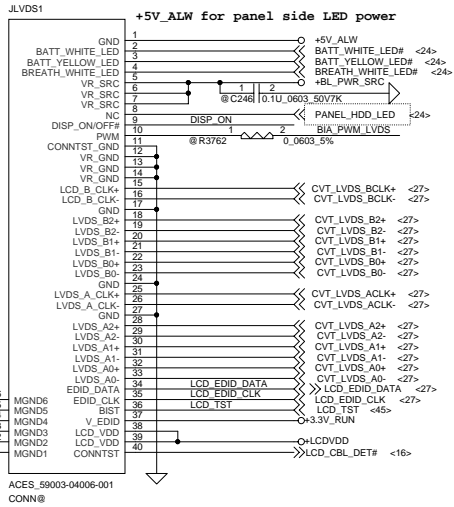 JLVDS1
+5V_ALW for panel side LED power
GND 1 +5V_ALW
BATT_WHITE_LED 2 BATT_WHITE_LED# <24>
BATT_YELLOW_LED 3 BATT_YELLOW_LED# <24>
BREATH_WHITE_LED 4 BREATH_WHITE_LED# <24>
VR_SRC 5 +BL_PWR_SRC
VR_SRC 6 1 2
VR_SRC 7 @C246 0.1U_0603_50V7K
NC 8 PANEL_HDD_LED <24>
DISP_ON/OFF# 9 DISP_ON
PWM 10 1 2 BIA_PWM_LVDS
CONNTST_GND 11 @R3762 0_0603_5%
VR_GND 12
VR_GND 13
VR_GND 14
LCD_B_CLK+ 15 CVT_LVDS_BCLK+ <27>
LCD_B_CLK- 16 CVT_LVDS_BCLK- <27>
GND 17
LVDS_B2+ 18 CVT_LVDS_B2+ <27>
LVDS_B2- 19 CVT_LVDS_B2- <27>
LVDS_B1+ 20 CVT_LVDS_B1+ <27>
LVDS_B1- 21 CVT_LVDS_B1- <27>
LVDS_B0+ 22 CVT_LVDS_B0+ <27>
LVDS_B0- 23 CVT_LVDS_B0- <27>
GND 24
LVDS_A_CLK+ 25 CVT_LVDS_ACLK+ <27>
LVDS_A_CLK- 26 CVT_LVDS_ACLK- <27>
GND 27
LVDS_A2+ 28 CVT_LVDS_A2+ <27>
LVDS_A2- 29 CVT_LVDS_A2- <27>
LVDS_A1+ 30 CVT_LVDS_A1+ <27>
LVDS_A1- 31 CVT_LVDS_A1- <27>
LVDS_A0+ 32 CVT_LVDS_A0+ <27>
LVDS_A0- 33 CVT_LVDS_A0- <27>
EDID_DATA 34 LCD_EDID_DATA LCD_EDID_DATA <27>
MGND6 EDID_CLK 35 LCD_EDID_CLK LCD_EDID_CLK <27>
MGND5 BIST 36 LCD_TST LCD_TST <45>
MGND4 V_EDID 37 +3.3V_RUN
MGND3 LCD_VDD 38
MGND2 LCD_VDD 39 +LCDVDD
MGND1 CONNTST 40 LCD_CBL_DET# <16>
ACES_59003-04006-001
CONN@